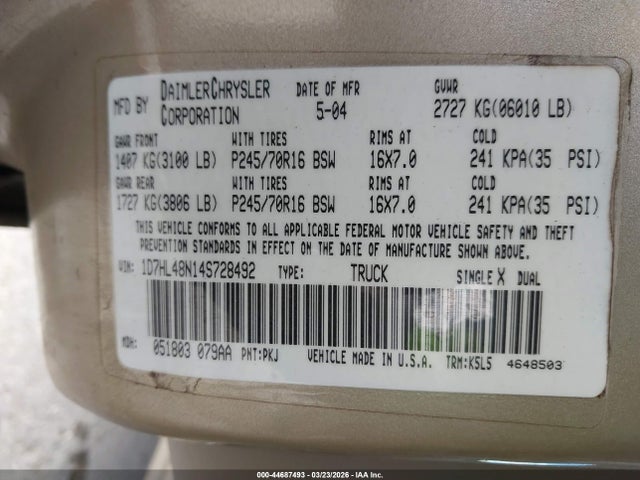 MFD BY DAIMLERCHRYSLER CORPORATION DATE OF MFR 5-04 GVWR 2727 KG(06010 LB)
GAWR FRONT WITH TIRES RIMS AT COLD
1407 KG(3100 LB) P245/70R16 BSW 16X7.0 241 KPA(35 PSI)
GAWR REAR WITH TIRES RIMS AT COLD
1727 KG(3806 LB) P245/70R16 BSW 16X7.0 241 KPA(35 PSI)
THIS VEHICLE CONFORMS TO ALL APPLICABLE FEDERAL MOTOR VEHICLE SAFETY AND THEFT
PREVENTION STANDARDS IN EFFECT ON THE DATE OF MANUFACTURE SHOWN ABOVE.
VIN: 1D7HL48N14S728492 TYPE: TRUCK SINGLE X DUAL
MDH: 051803 079AA PNT:PKJ VEHICLE MADE IN U.S.A. TRM:KSL5 4648503
000-44687493 - 03/23/2026 - IAA Inc.